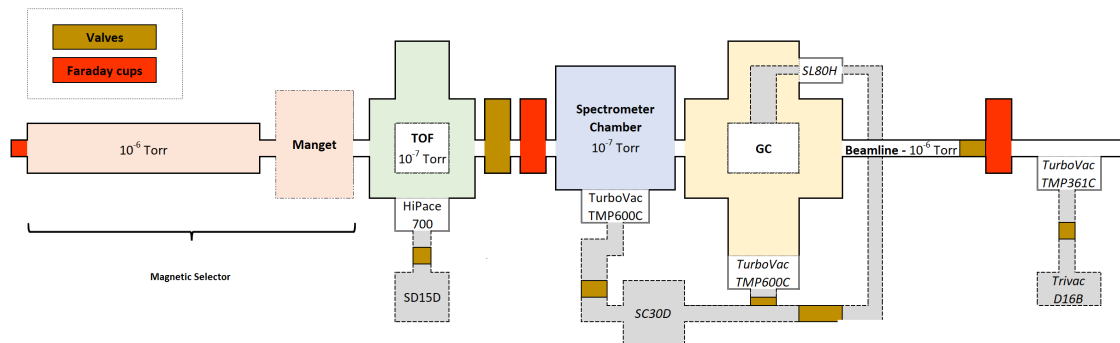 Valves
Faraday cups
10⁻⁶ Torr
Manget
TOF
10⁻⁷ Torr
HiPace
700
SD15D
Magnetic Selector
Spectrometer
Chamber
10⁻⁷ Torr
TurboVac
TMP600C
SC30D
SL80H
GC
TurboVac
TMP600C
Beamline - 10⁻⁶ Torr
TurboVac
TMP361C
Trivac
D16B